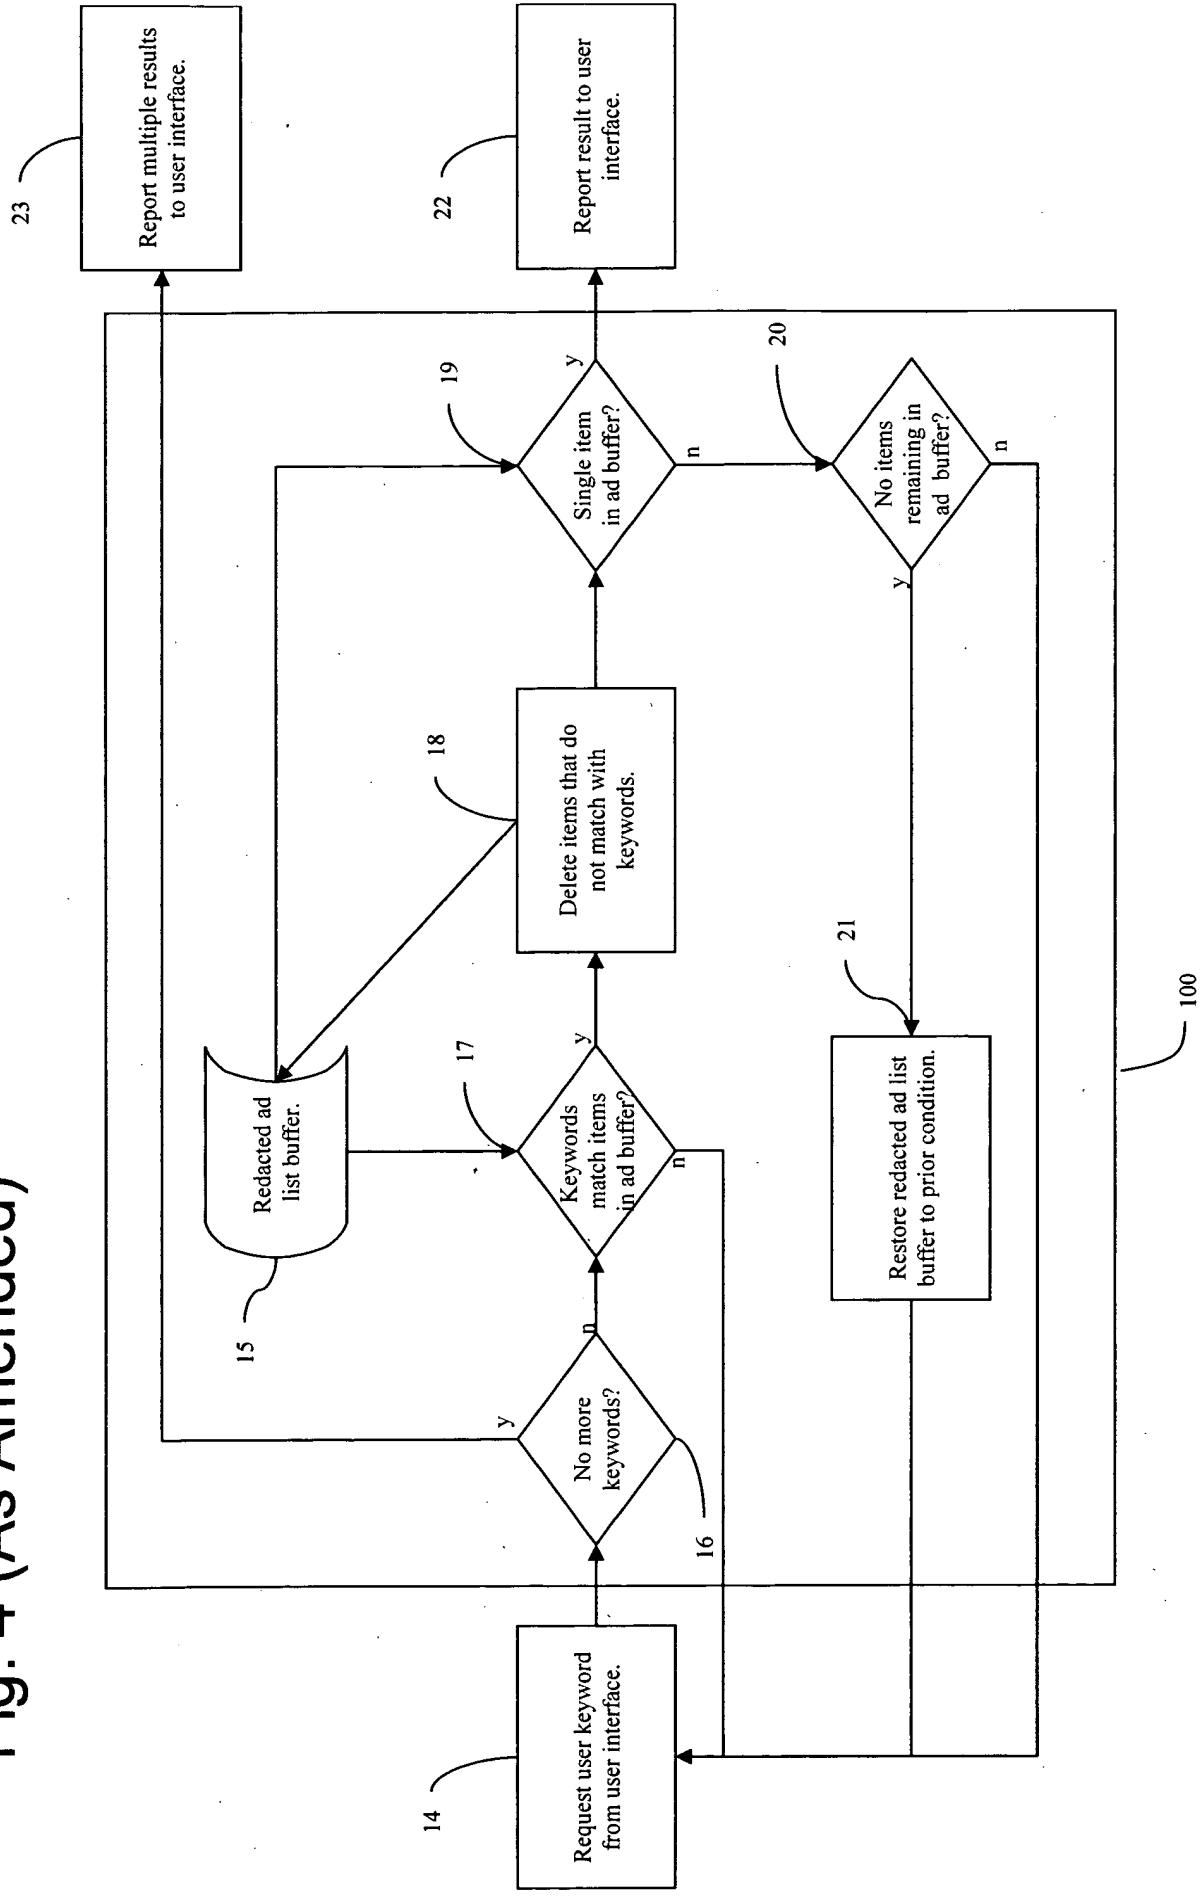 Fig. 4 (As Amended)
23
Report multiple results
to user interface.
22
Report result to user
interface.
19
y
Single item
in ad buffer?
n
20
No items
remaining in
ad buffer?
n
y
18
Delete items that do
not match with
keywords.
15
Redacted ad
list buffer.
17
y
Keywords
match items
in ad buffer?
n
21
Restore redacted ad list
buffer to prior condition.
100
y
n
No more
keywords?
16
14
Request user keyword
from user interface.